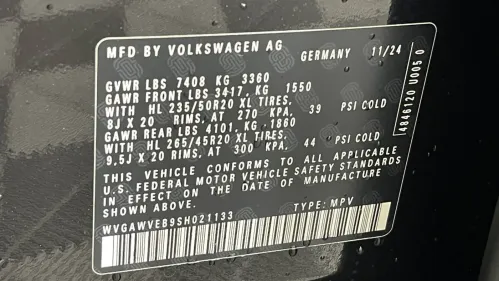 MFD BY VOLKSWAGEN AG GERMANY 11/24
GVWR LBS 7408 KG 3360
GAWR FRONT LBS 3417, KG 1550
WITH HL 235/50R20 XL TIRES,
8J X 20 RIMS, AT 270 KPA, 39 PSI COLD
GAWR REAR LBS 4101, KG 1860
WITH HL 265/45R20 XL TIRES,
9.5J X 20 RIMS, AT 300 KPA, 44 PSI COLD
THIS VEHICLE CONFORMS TO ALL APPLICABLE
U.S. FEDERAL MOTOR VEHICLE SAFETY STANDARDS
IN EFFECT ON THE DATE OF MANUFACTURE
SHOWN ABOVE.
WVGAWVEB9SH021133 TYPE: MPV
4846120 U005.0